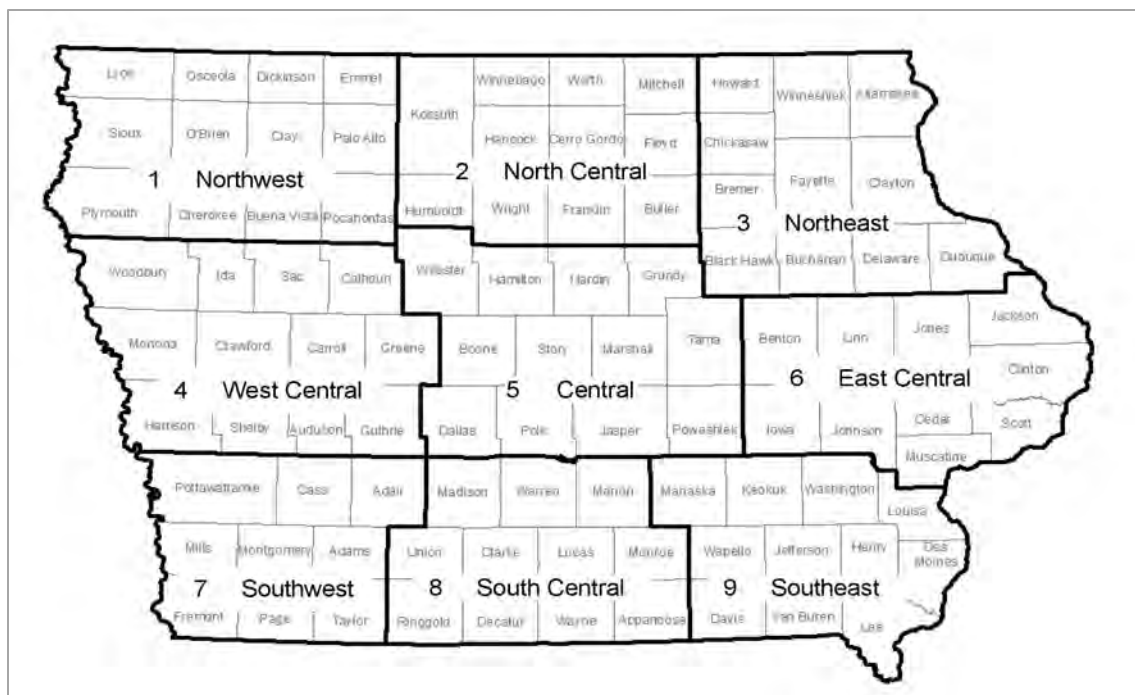 Lyon Osceola Dickinson Emmet Winnebago Worth Mitchell Howard Winneshiek Allamakee
Kossuth
Sioux O'Brien Clay Palo Alto Hancock Cerro Gordo Floyd Chickasaw
1 Northwest 2 North Central Bremer Fayette Clayton
Plymouth Cherokee Buena Vista Pocahontas Humboldt Wright Franklin Butler 3 Northeast
Woodbury Ida Sac Calhoun Webster Hamilton Hardin Grundy Black Hawk Buchanan Delaware Dubuque
Monona Crawford Carroll Greene Boone Story Marshall Tama Benton Linn Jones Jackson
4 West Central 5 Central 6 East Central Clinton
Harrison Shelby Audubon Guthrie Dallas Polk Jasper Poweshiek Iowa Johnson Cedar Scott
Muscatine
Pottawattamie Cass Adair Madison Warren Marion Mahaska Keokuk Washington Louisa
Mills Montgomery Adams Union Clarke Lucas Monroe Wapello Jefferson Henry Des
Moines
7 Southwest 8 South Central 9 Southeast
Fremont Page Taylor Ringgold Decatur Wayne Appanoose Davis Van Buren Lee